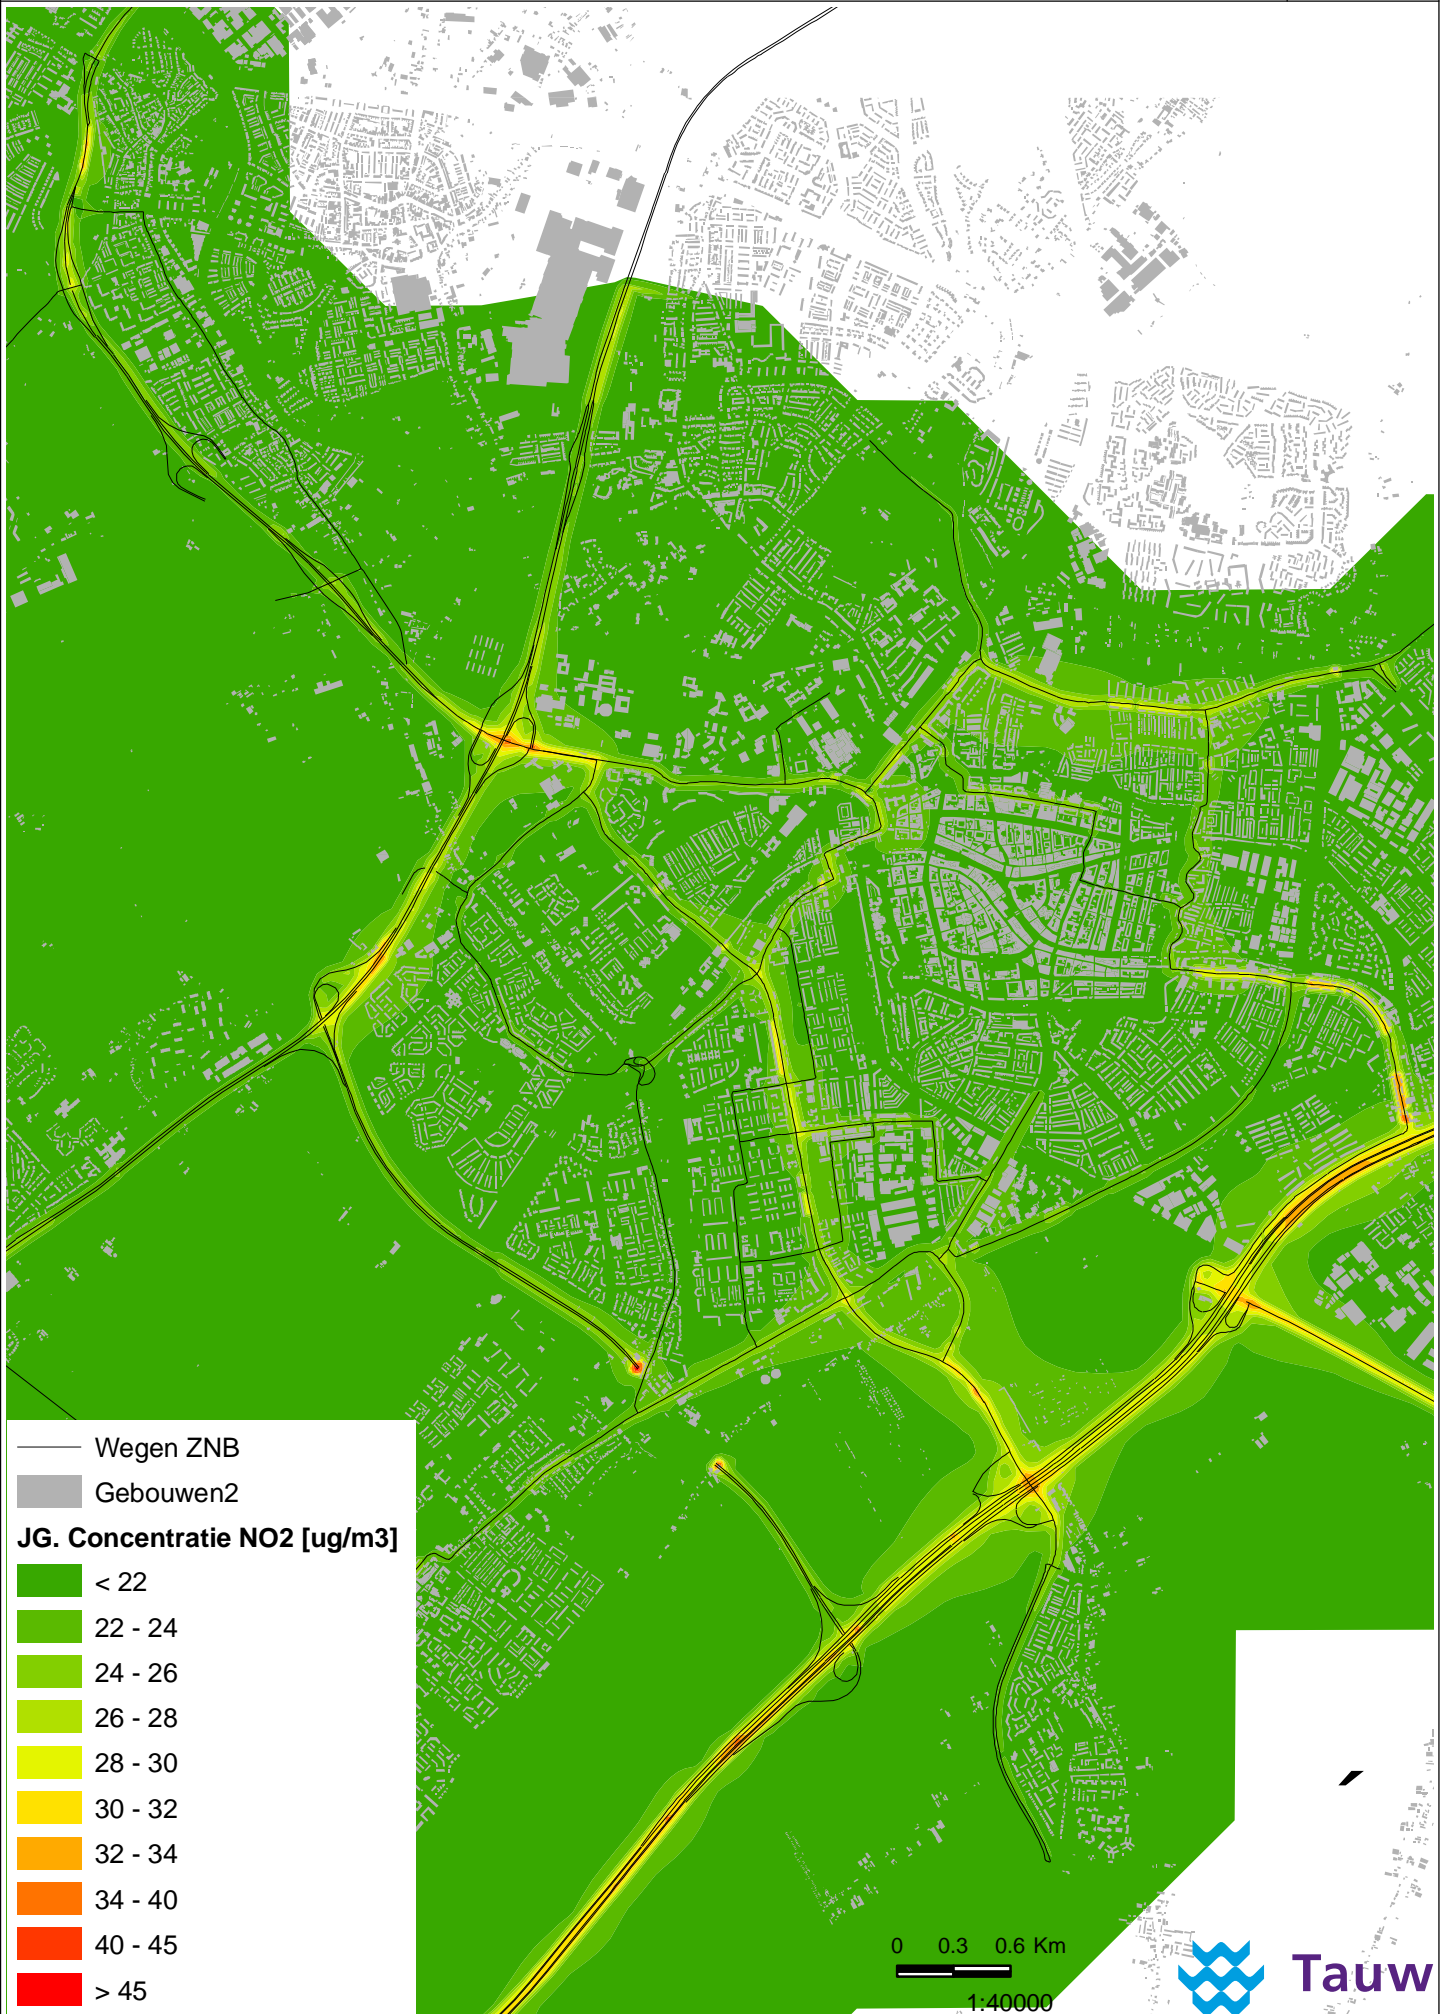 Wegen ZNB
Gebouwen2
JG. Concentratie NO2 [ug/m3]
< 22
22 - 24
24 - 26
26 - 28
28 - 30
30 - 32
32 - 34
34 - 40
40 - 45
> 45
0 0.3 0.6 Km
1:40000
Tauw